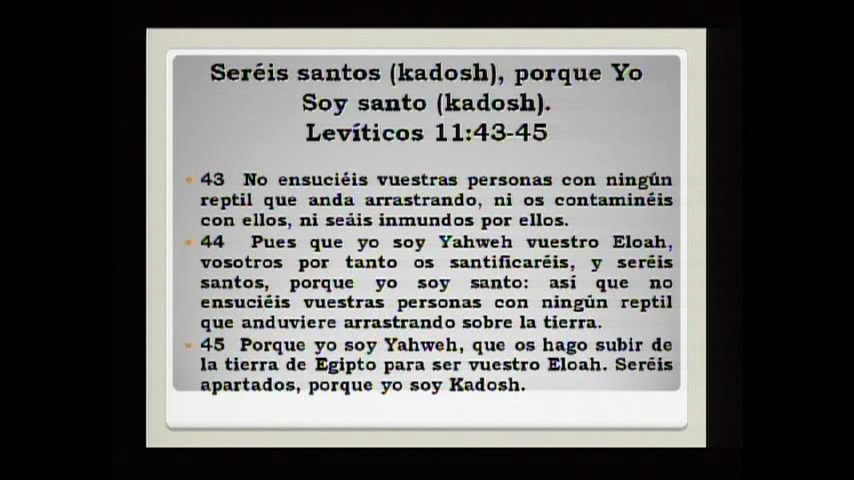 Seréis santos (kadosh), porque Yo
Soy santo (kadosh).
Levíticos 11:43-45
43 No ensuciéis vuestras personas con ningún
reptil que anda arrastrando, ni os contaminéis
con ellos, ni seáis inmundos por ellos.
44 Pues que yo soy Yahweh vuestro Eloah,
vosotros por tanto os santificaréis, y seréis
santos, porque yo soy santo: así que no
ensuciéis vuestras personas con ningún reptil
que anduviere arrastrando sobre la tierra.
45 Porque yo soy Yahweh, que os hago subir de
la tierra de Egipto para ser vuestro Eloah. Seréis
apartados, porque yo soy Kadosh.